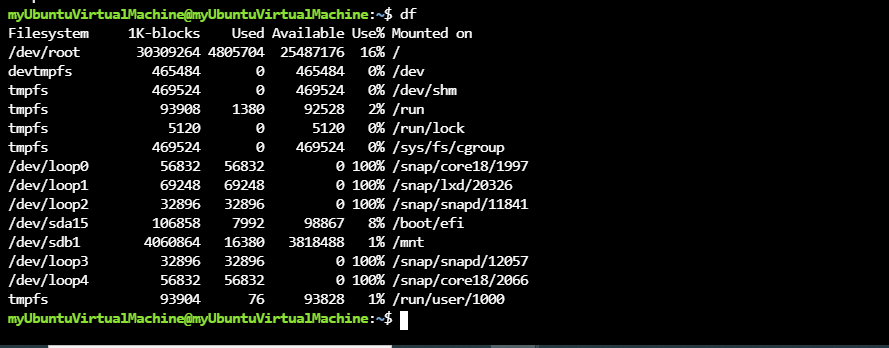 myUbuntuVirtualMachine@myUbuntuVirtualMachine:~$ df
Filesystem     1K-blocks    Used Available Use% Mounted on
/dev/root       30309264 4805704  25487176  16% /
devtmpfs          465484       0    465484   0% /dev
tmpfs             469524       0    469524   0% /dev/shm
tmpfs              93908    1380     92528   2% /run
tmpfs               5120       0      5120   0% /run/lock
tmpfs             469524       0    469524   0% /sys/fs/cgroup
/dev/loop0         56832   56832         0 100% /snap/core18/1997
/dev/loop1         69248   69248         0 100% /snap/lxd/20326
/dev/loop2         32896   32896         0 100% /snap/snapd/11841
/dev/sda15        106858    7992     98867   8% /boot/efi
/dev/sdb1        4060864   16380   3818488   1% /mnt
/dev/loop3         32896   32896         0 100% /snap/snapd/12057
/dev/loop4         56832   56832         0 100% /snap/core18/2066
tmpfs              93904      76     93828   1% /run/user/1000
myUbuntuVirtualMachine@myUbuntuVirtualMachine:~$